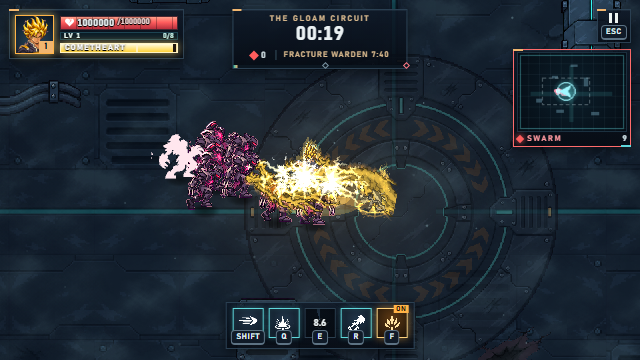 1000000 /1000000
LV 1 0/8
1 COMETHEART
THE GLOAM CIRCUIT
00:19
0 FRACTURE WARDEN 7:40
ESC
SWARM 9
ON
8.6
SHIFT Q E R F